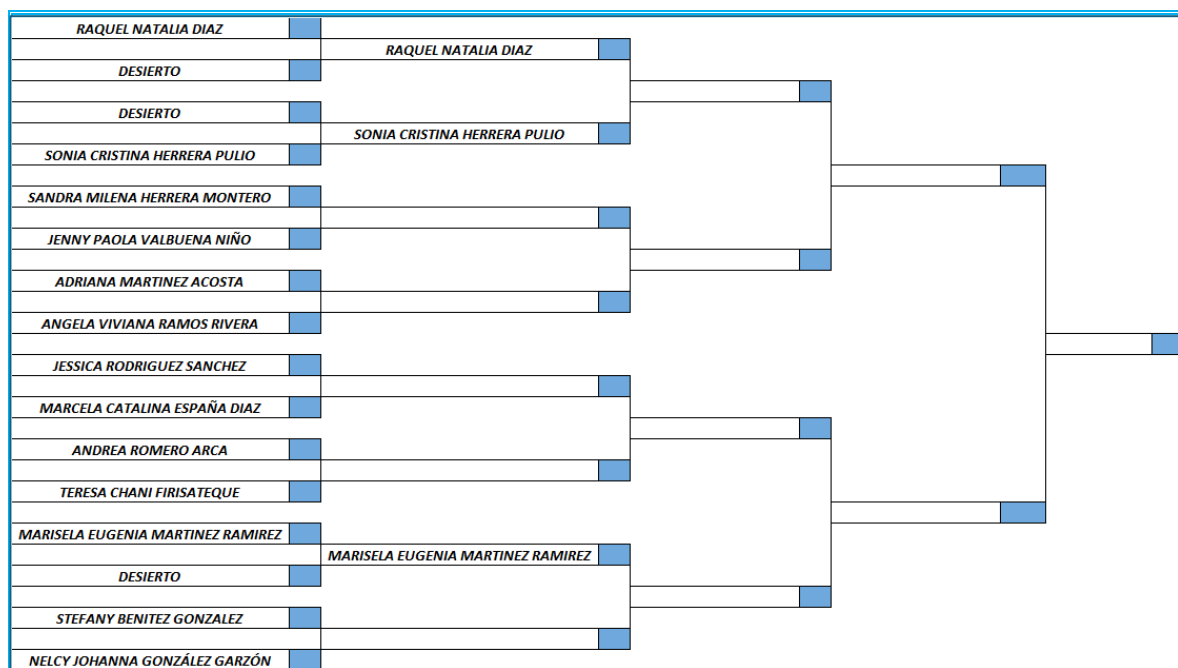 RAQUEL NATALIA DIAZ
RAQUEL NATALIA DIAZ
DESIERTO
DESIERTO
SONIA CRISTINA HERRERA PULIO
SONIA CRISTINA HERRERA PULIO
SANDRA MILENA HERRERA MONTERO
JENNY PAOLA VALBUENA NIÑO
ADRIANA MARTINEZ ACOSTA
ANGELA VIVIANA RAMOS RIVERA
JESSICA RODRIGUEZ SANCHEZ
MARCELA CATALINA ESPAÑA DIAZ
ANDREA ROMERO ARCA
TERESA CHANI FIRISATEQUE
MARISELA EUGENIA MARTINEZ RAMIREZ
MARISELA EUGENIA MARTINEZ RAMIREZ
DESIERTO
STEFANY BENITEZ GONZALEZ
NELCY JOHANNA GONZÁLEZ GARZÓN